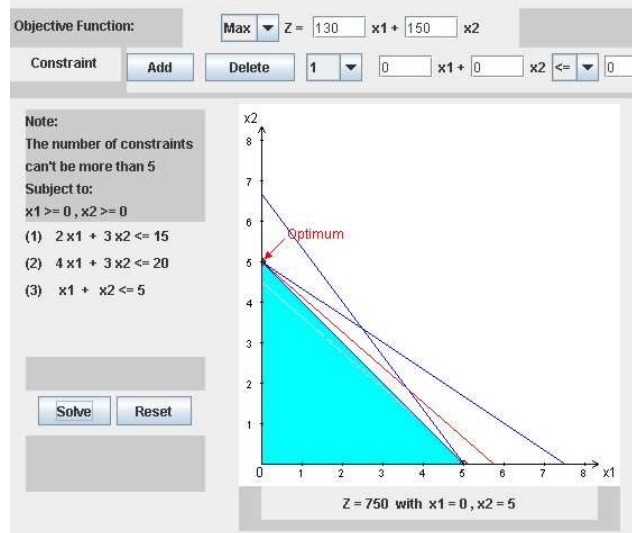 Objective Function:
Max Z = 130 x1 + 150 x2
Constraint
Add Delete 1 0 x1 + 0 x2 <= 0
Note:
The number of constraints
can't be more than 5
Subject to:
x1 >= 0 , x2 >= 0
(1) 2 x1 + 3 x2 <= 15
(2) 4 x1 + 3 x2 <= 20
(3) x1 + x2 <= 5
Solve Reset
x2
8
7
6
Optimum
5
4
3
2
1
0 1 2 3 4 5 6 7 8 x1
Z = 750 with x1 = 0 , x2 = 5